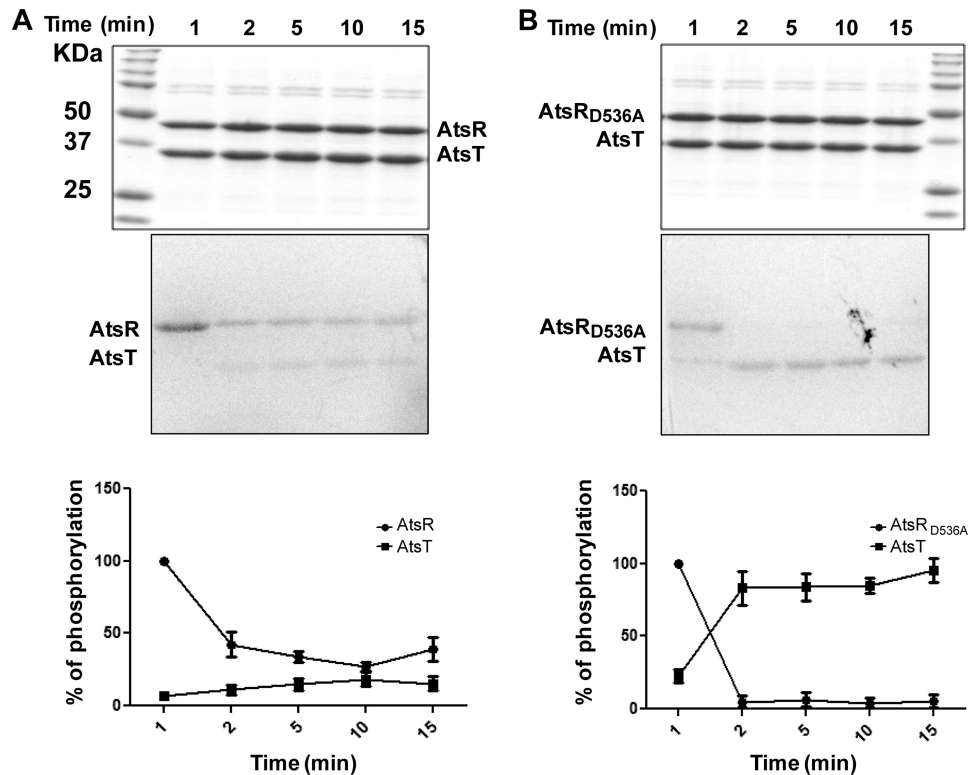 A
Time (min) 1 2 5 10 15
KDa
50
37
25
AtsR
AtsT
AtsR
AtsT
150
100
50
0
% of phosphorylation
AtsR
AtsT
1 2 5 10 15
Time (min)
B
Time (min) 1 2 5 10 15
AtsRD536A
AtsT
AtsRD536A
AtsT
150
100
50
0
% of phosphorylation
AtsR D536A
AtsT
1 2 5 10 15
Time (min)